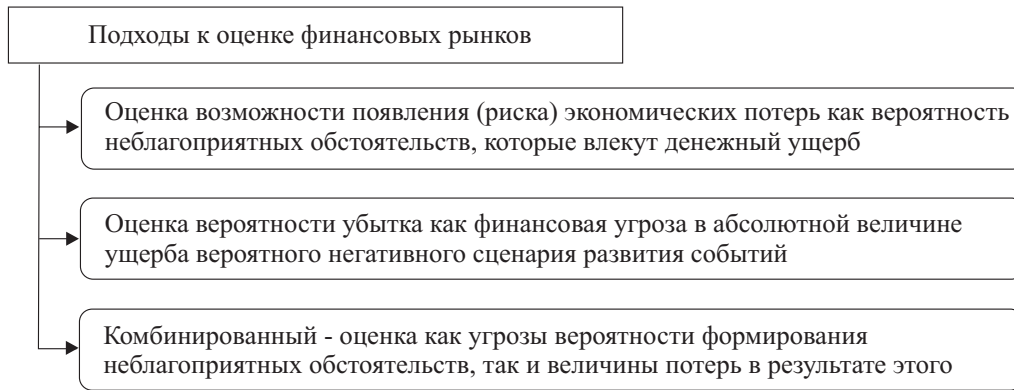 Подходы к оценке финансовых рынков
Оценка возможности появления (риска) экономических потерь как вероятность
неблагоприятных обстоятельств, которые влекут денежный ущерб
Оценка вероятности убытка как финансовая угроза в абсолютной величине
ущерба вероятного негативного сценария развития событий
Комбинированный - оценка как угрозы вероятности формирования
неблагоприятных обстоятельств, так и величины потерь в результате этого